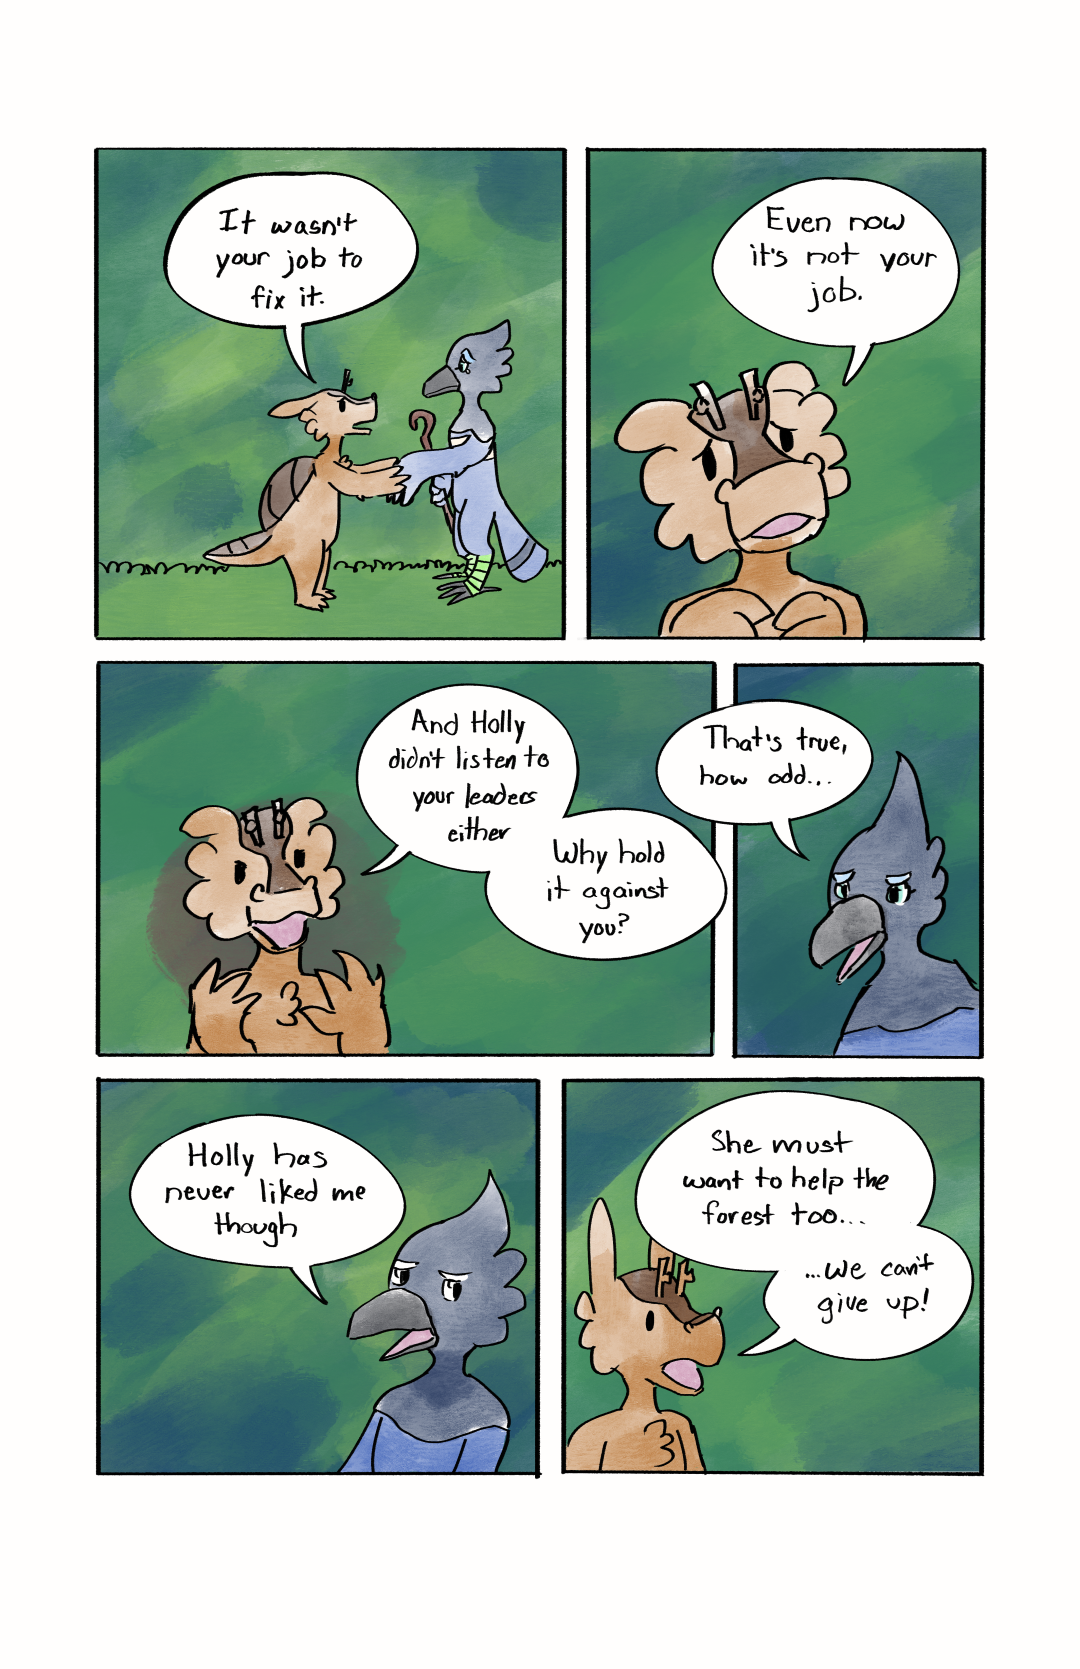 It wasn't
your job to
fix it.
Even now
it's not your
job.
And Holly
didn't listen to
your leaders
either
Why hold
it against
you?
That's true,
how odd...
Holly has
never liked me
though
She must
want to help the
forest too...
...we can't
give up!